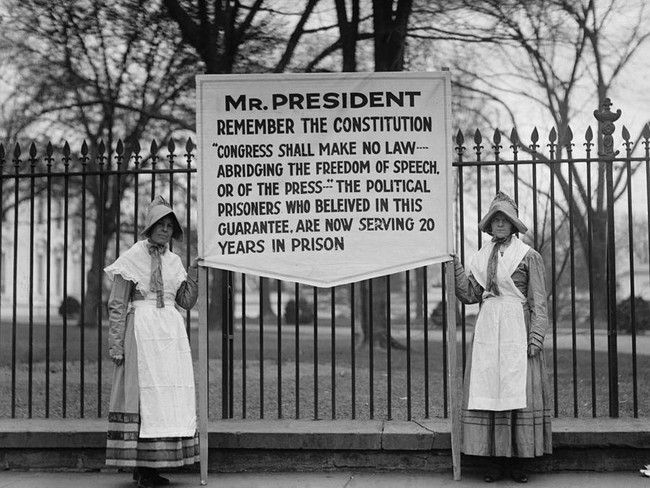 MR. PRESIDENT
REMEMBER THE CONSTITUTION
"CONGRESS SHALL MAKE NO LAW----
ABRIDGING THE FREEDOM OF SPEECH,
OR OF THE PRESS---" THE POLITICAL
PRISONERS WHO BELEIVED IN THIS
GUARANTEE, ARE NOW SERVING 20
YEARS IN PRISON